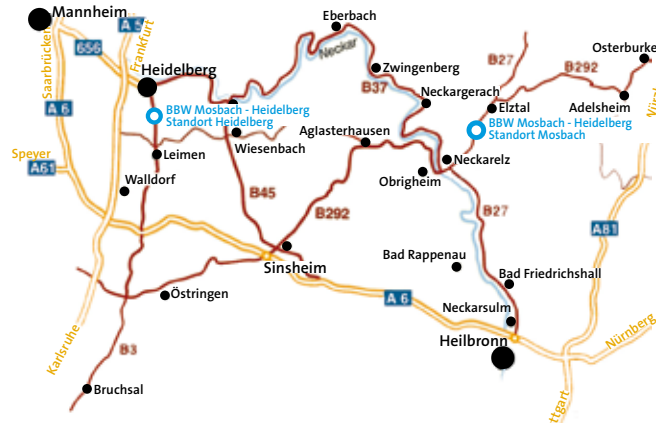 Mannheim
Eberbach
A 5
656
Saarbrücken
Frankfurt
Neckar
B27
Osterburke
Zwingenberg
B292
Heidelberg
B37
A 6
Neckargerach
Elztal
Adelsheim
BBW Mosbach - Heidelberg
Standort Heidelberg
BBW Mosbach - Heidelberg
Standort Mosbach
Aglasterhausen
Wiesenbach
Speyer
Leimen
Neckarelz
A61
Walldorf
Obrigheim
B45
B292
B27
A81
Bad Rappenau
Sinsheim
Bad Friedrichshall
Östringen
A 6
Neckarsulm
Karlsruhe
B3
Heilbronn
Nürnberg
Bruchsal
ttgart